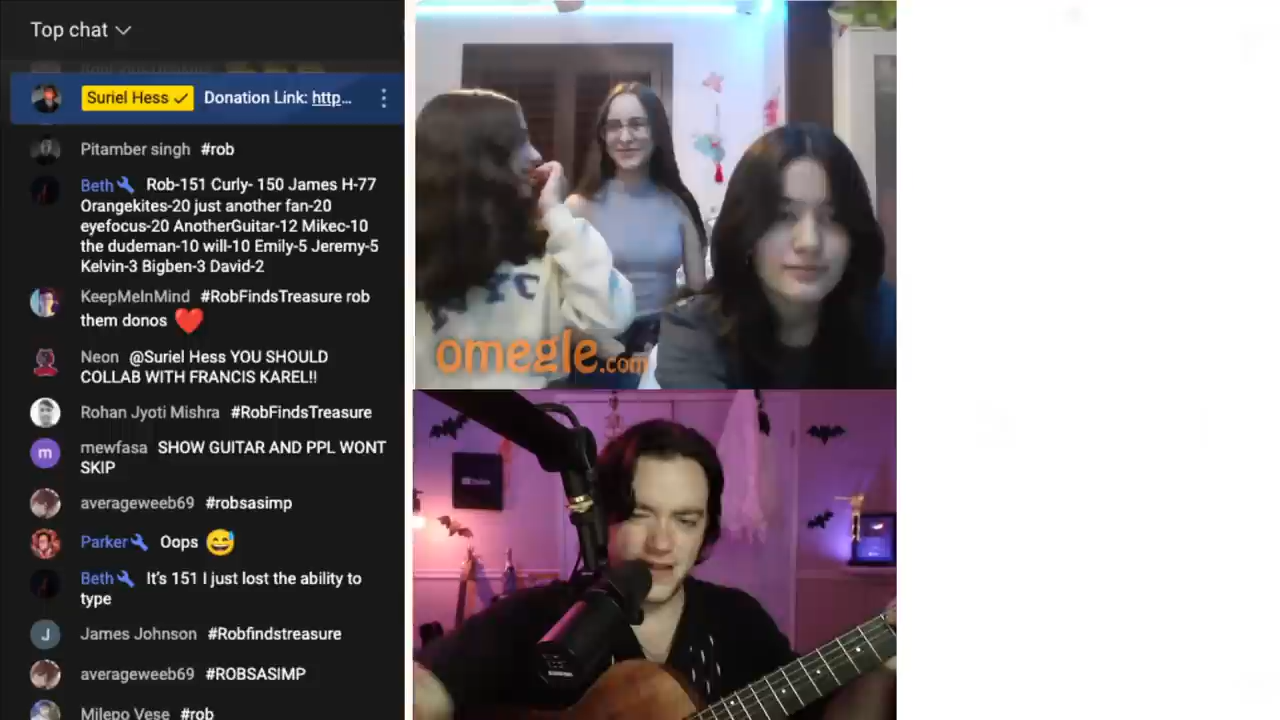 Top chat
Suriel Hess Donation Link: http...
Pitamber singh #rob
Beth Rob-151 Curly- 150 James H-77
Orangekites-20 just another fan-20
eyefocus-20 AnotherGuitar-12 Mikec-10
the dudeman-10 will-10 Emily-5 Jeremy-5
Kelvin-3 Bigben-3 David-2
KeepMeInMind #RobFindsTreasure rob
them donos ❤️
Neon @Suriel Hess YOU SHOULD
COLLAB WITH FRANCIS KAREL!!
Rohan Jyoti Mishra #RobFindsTreasure
m
mewfasa SHOW GUITAR AND PPL WONT
SKIP
averageweeb69 #robsasimp
Parker Oops 😅
Beth It's 151 I just lost the ability to
type
J
James Johnson #Robfindstreasure
averageweeb69 #ROBSASIMP
Milepo Vese #rob
omegle.com